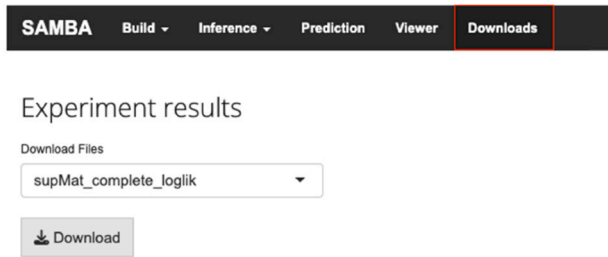 SAMBA Build Inference Prediction Viewer Downloads
Experiment results
Download Files
supMat_complete_loglik
Download